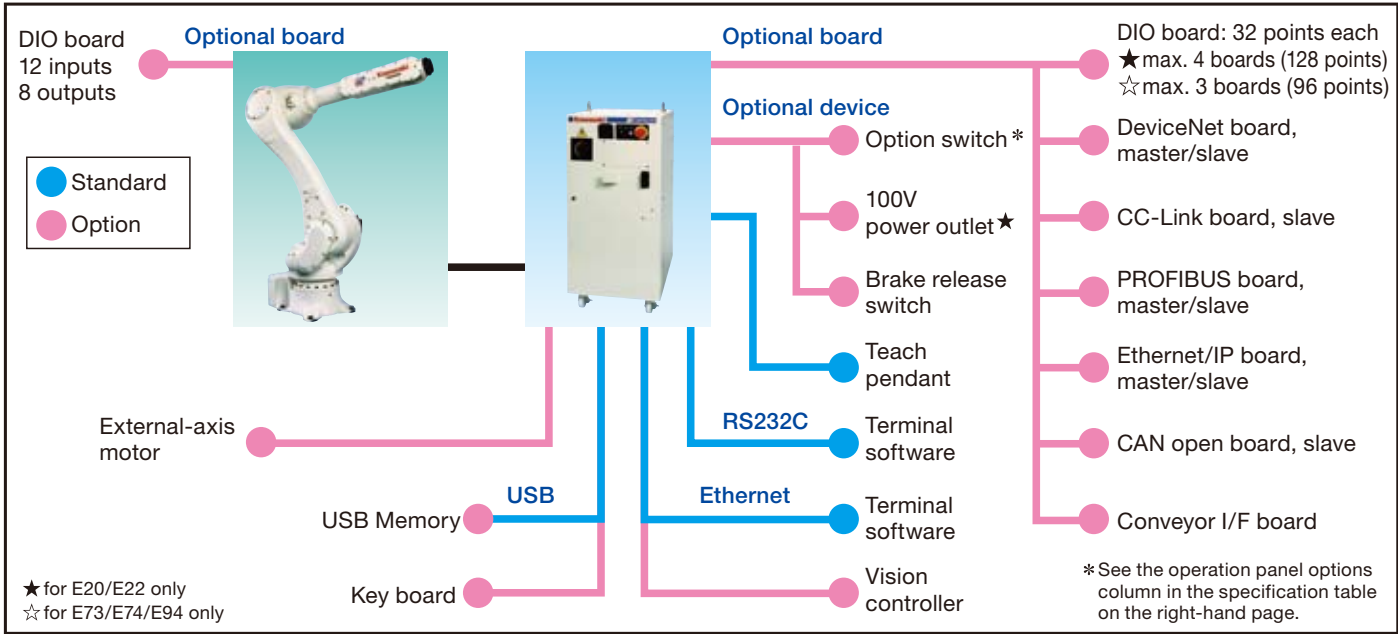 DIO board
12 inputs
8 outputs
Optional board
Standard
Option
Optional board
Optional device
Option switch*
100V
power outlet★
Brake release
switch
Teach
pendant
RS232C
Terminal
software
Ethernet
Terminal
software
Vision
controller
External-axis
motor
USB
USB Memory
Key board
DIO board: 32 points each
★max. 4 boards (128 points)
☆max. 3 boards (96 points)
DeviceNet board,
master/slave
CC-Link board, slave
PROFIBUS board,
master/slave
Ethernet/IP board,
master/slave
CAN open board, slave
Conveyor I/F board
★for E20/E22 only
☆for E73/E74/E94 only
*See the operation panel options
column in the specification table
on the right-hand page.